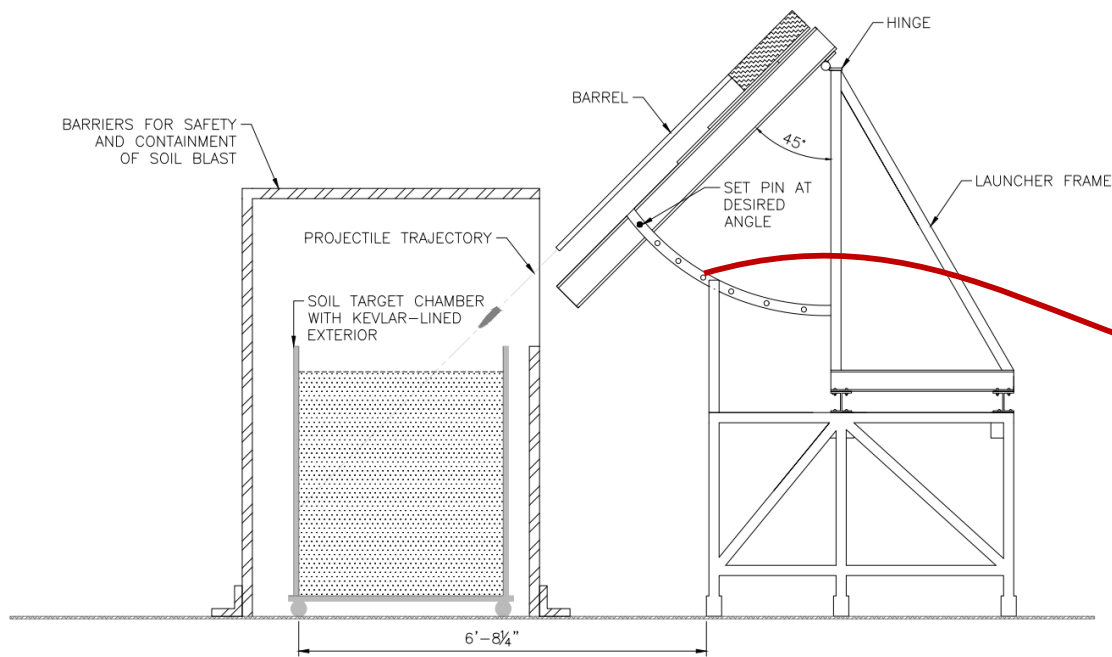 HINGE
BARREL
BARRIERS FOR SAFETY
AND CONTAINMENT
OF SOIL BLAST
45°
LAUNCHER FRAME
SET PIN AT
DESIRED
ANGLE
PROJECTILE TRAJECTORY
SOIL TARGET CHAMBER
WITH KEVLAR-LINED
EXTERIOR
6'-8¼"